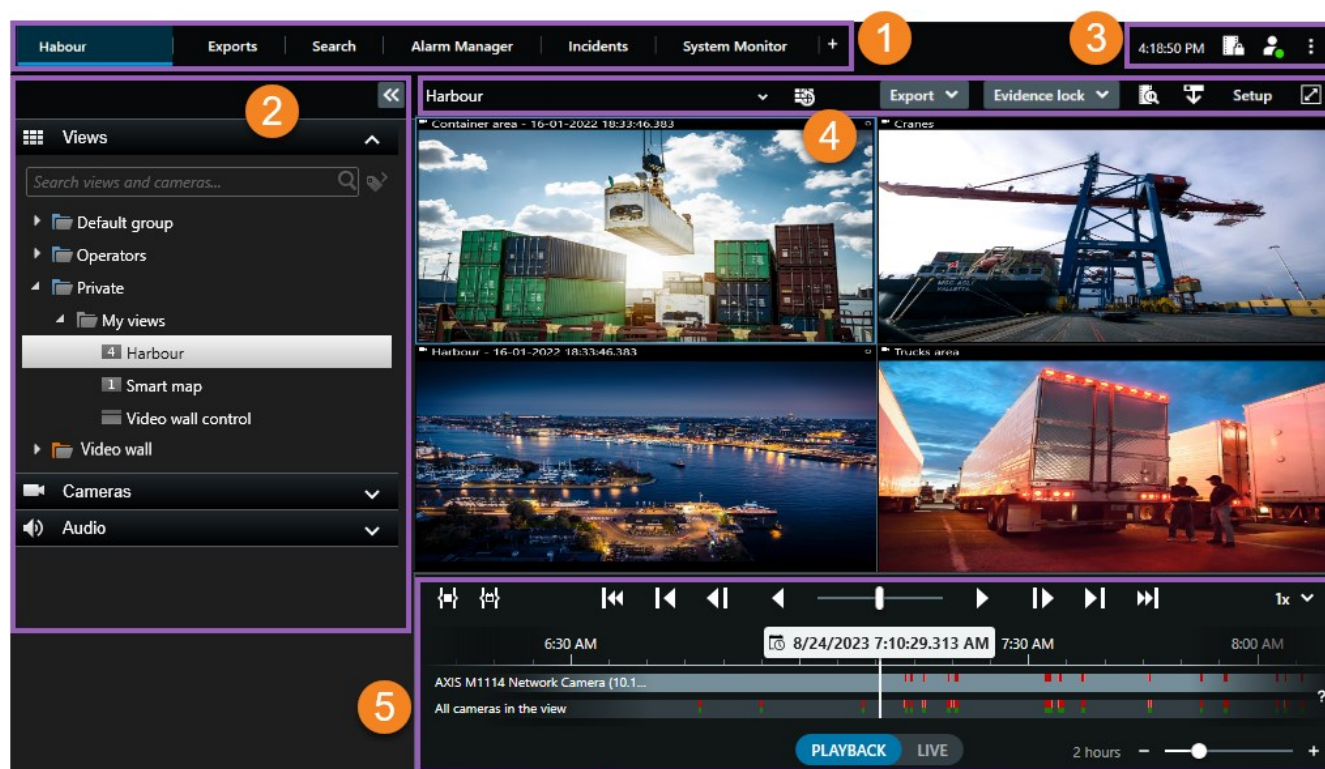 Habour
Exports
Search
Alarm Manager
Incidents
System Monitor
+
1
3
4:18:50 PM
2
Harbour
Export
Evidence lock
Setup
4
Views
Search views and cameras...
Default group
Operators
Private
My views
4 Harbour
1 Smart map
Video wall control
Video wall
Cameras
Audio
Container area - 16-01-2022 18:33:46.383
Cranes
VALLETTA
Harbour - 16-01-2022 18:33:46.383
Trucks area
1x
6:30 AM
8/24/2023 7:10:29.313 AM
7:30 AM
8:00 AM
AXIS M1114 Network Camera (10.1...
All cameras in the view
?
5
PLAYBACK
LIVE
2 hours
- +